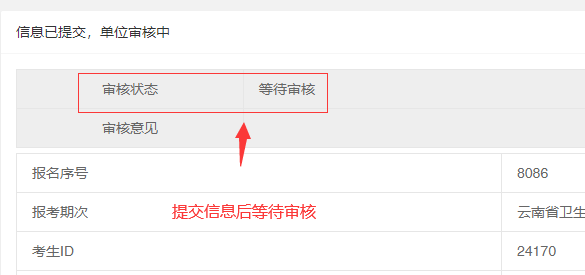 信息已提交，单位审核中
审核状态 等待审核
审核意见
报名序号 8086
报考期次 提交信息后等待审核 云南省卫生
考生ID 24170